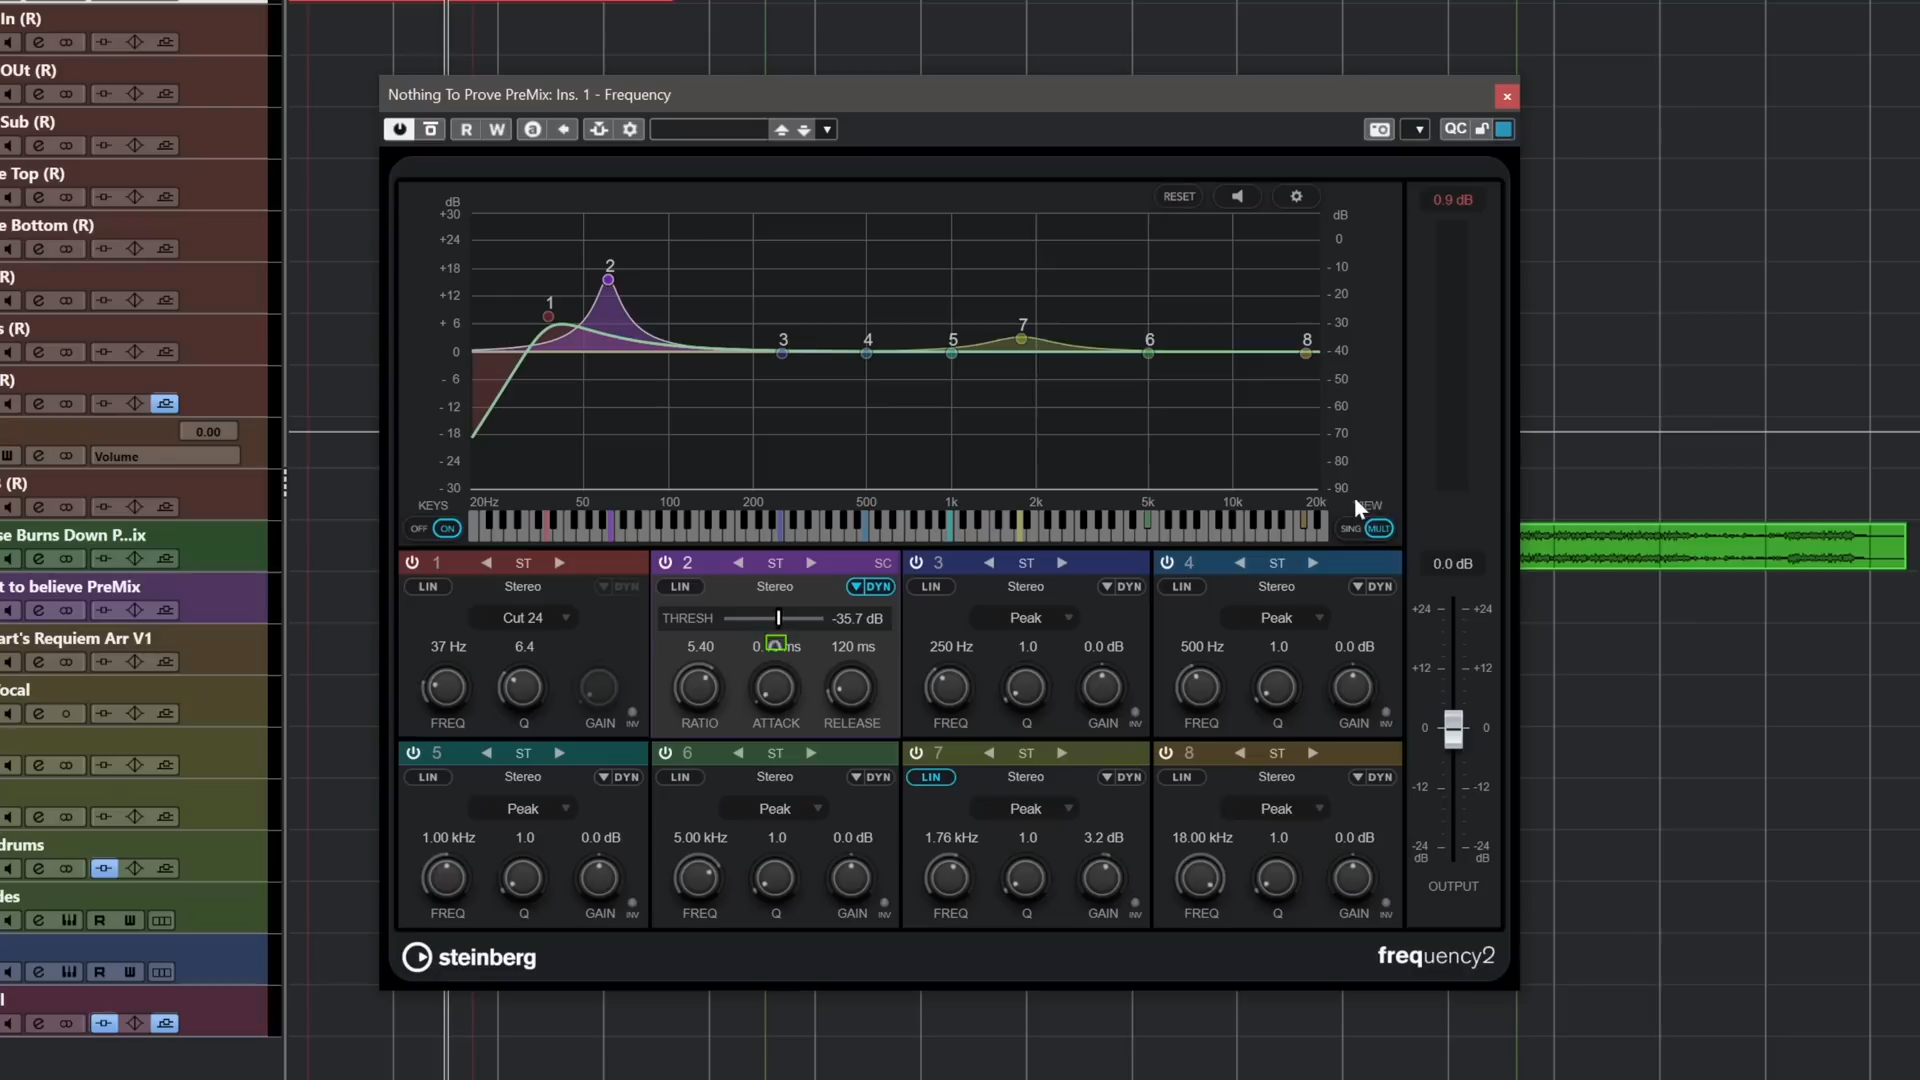 In (R)
OUt (R)
Sub (R)
e Top (R)
e Bottom (R)
R)
s (R)
R)
0.00
Volume
(R)
se Burns Down P...ix
t to believe PreMix
art's Requiem Arr V1
ocal
drums
des
R W
R W
l
Nothing To Prove PreMix: Ins. 1 - Frequency
R W
QC
RESET
0.9 dB
dB
+30
+24
+18
+12
+ 6
0
- 6
- 12
- 18
- 24
- 30
dB
0
- 10
- 20
- 30
- 40
- 50
- 60
- 70
- 80
- 90
1 2 3 4 5 7 6 8
20Hz 50 100 200 500 1k 2k 5k 10k 20k
KEYS
OFF ON
SING MULT
1 ST
LIN Stereo DYN
Cut 24
37 Hz 6.4
FREQ Q GAIN INV
2 ST SC
LIN Stereo DYN
THRESH -35.7 dB
5.40 120 ms
RATIO ATTACK RELEASE
3 ST
LIN Stereo DYN
Peak
250 Hz 1.0 0.0 dB
FREQ Q GAIN INV
4 ST
LIN Stereo DYN
Peak
500 Hz 1.0 0.0 dB
FREQ Q GAIN INV
5 ST
LIN Stereo DYN
Peak
1.00 kHz 1.0 0.0 dB
FREQ Q GAIN INV
6 ST
LIN Stereo DYN
Peak
5.00 kHz 1.0 0.0 dB
FREQ Q GAIN INV
7 ST
LIN Stereo DYN
Peak
1.76 kHz 1.0 3.2 dB
FREQ Q GAIN INV
8 ST
LIN Stereo DYN
Peak
18.00 kHz 1.0 0.0 dB
FREQ Q GAIN INV
0.0 dB
+24 +24
+12 +12
0 0
-12 -12
-24 -24
dB dB
OUTPUT
steinberg
frequency2